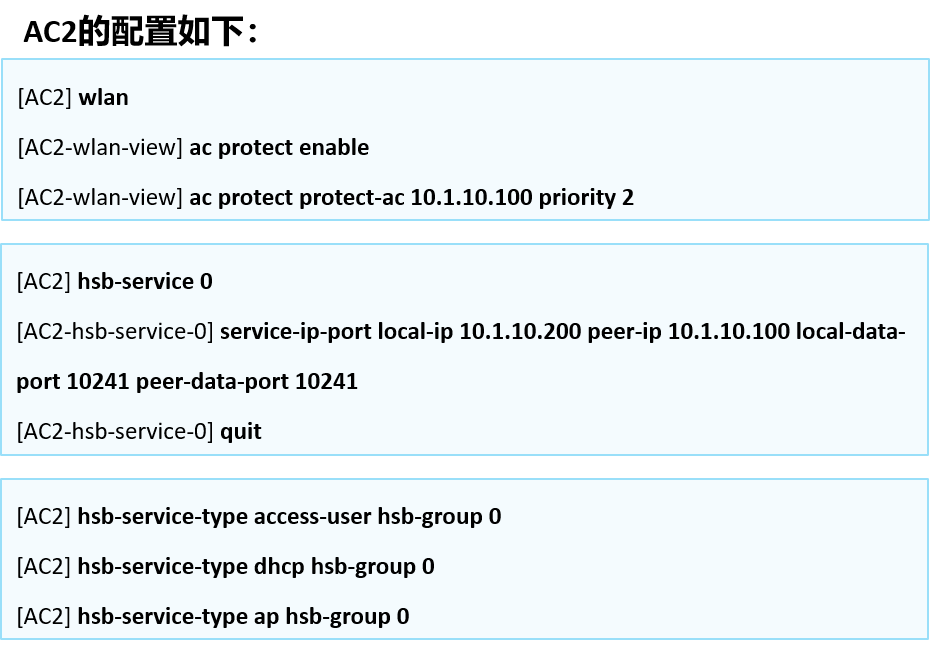 AC2的配置如下：
[AC2] wlan
[AC2-wlan-view] ac protect enable
[AC2-wlan-view] ac protect protect-ac 10.1.10.100 priority 2
[AC2] hsb-service 0
[AC2-hsb-service-0] service-ip-port local-ip 10.1.10.200 peer-ip 10.1.10.100 local-data-
port 10241 peer-data-port 10241
[AC2-hsb-service-0] quit
[AC2] hsb-service-type access-user hsb-group 0
[AC2] hsb-service-type dhcp hsb-group 0
[AC2] hsb-service-type ap hsb-group 0